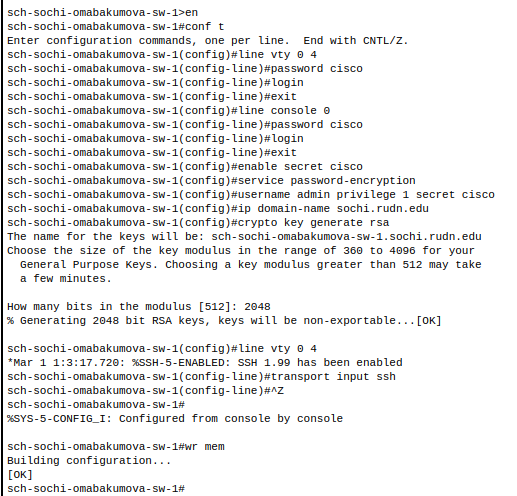 sch-sochi-omabakumova-sw-1>en
sch-sochi-omabakumova-sw-1#conf t
Enter configuration commands, one per line.  End with CNTL/Z.
sch-sochi-omabakumova-sw-1(config)#line vty 0 4
sch-sochi-omabakumova-sw-1(config-line)#password cisco
sch-sochi-omabakumova-sw-1(config-line)#login
sch-sochi-omabakumova-sw-1(config-line)#exit
sch-sochi-omabakumova-sw-1(config)#line console 0
sch-sochi-omabakumova-sw-1(config-line)#password cisco
sch-sochi-omabakumova-sw-1(config-line)#login
sch-sochi-omabakumova-sw-1(config-line)#exit
sch-sochi-omabakumova-sw-1(config)#enable secret cisco
sch-sochi-omabakumova-sw-1(config)#service password-encryption
sch-sochi-omabakumova-sw-1(config)#username admin privilege 1 secret cisco
sch-sochi-omabakumova-sw-1(config)#ip domain-name sochi.rudn.edu
sch-sochi-omabakumova-sw-1(config)#crypto key generate rsa
The name for the keys will be: sch-sochi-omabakumova-sw-1.sochi.rudn.edu
Choose the size of the key modulus in the range of 360 to 4096 for your
  General Purpose Keys. Choosing a key modulus greater than 512 may take
  a few minutes.

How many bits in the modulus [512]: 2048
% Generating 2048 bit RSA keys, keys will be non-exportable...[OK]

sch-sochi-omabakumova-sw-1(config)#line vty 0 4
*Mar 1 1:3:17.720: %SSH-5-ENABLED: SSH 1.99 has been enabled
sch-sochi-omabakumova-sw-1(config-line)#transport input ssh
sch-sochi-omabakumova-sw-1(config-line)#^Z
sch-sochi-omabakumova-sw-1#
%SYS-5-CONFIG_I: Configured from console by console

sch-sochi-omabakumova-sw-1#wr mem
Building configuration...
[OK]
sch-sochi-omabakumova-sw-1#